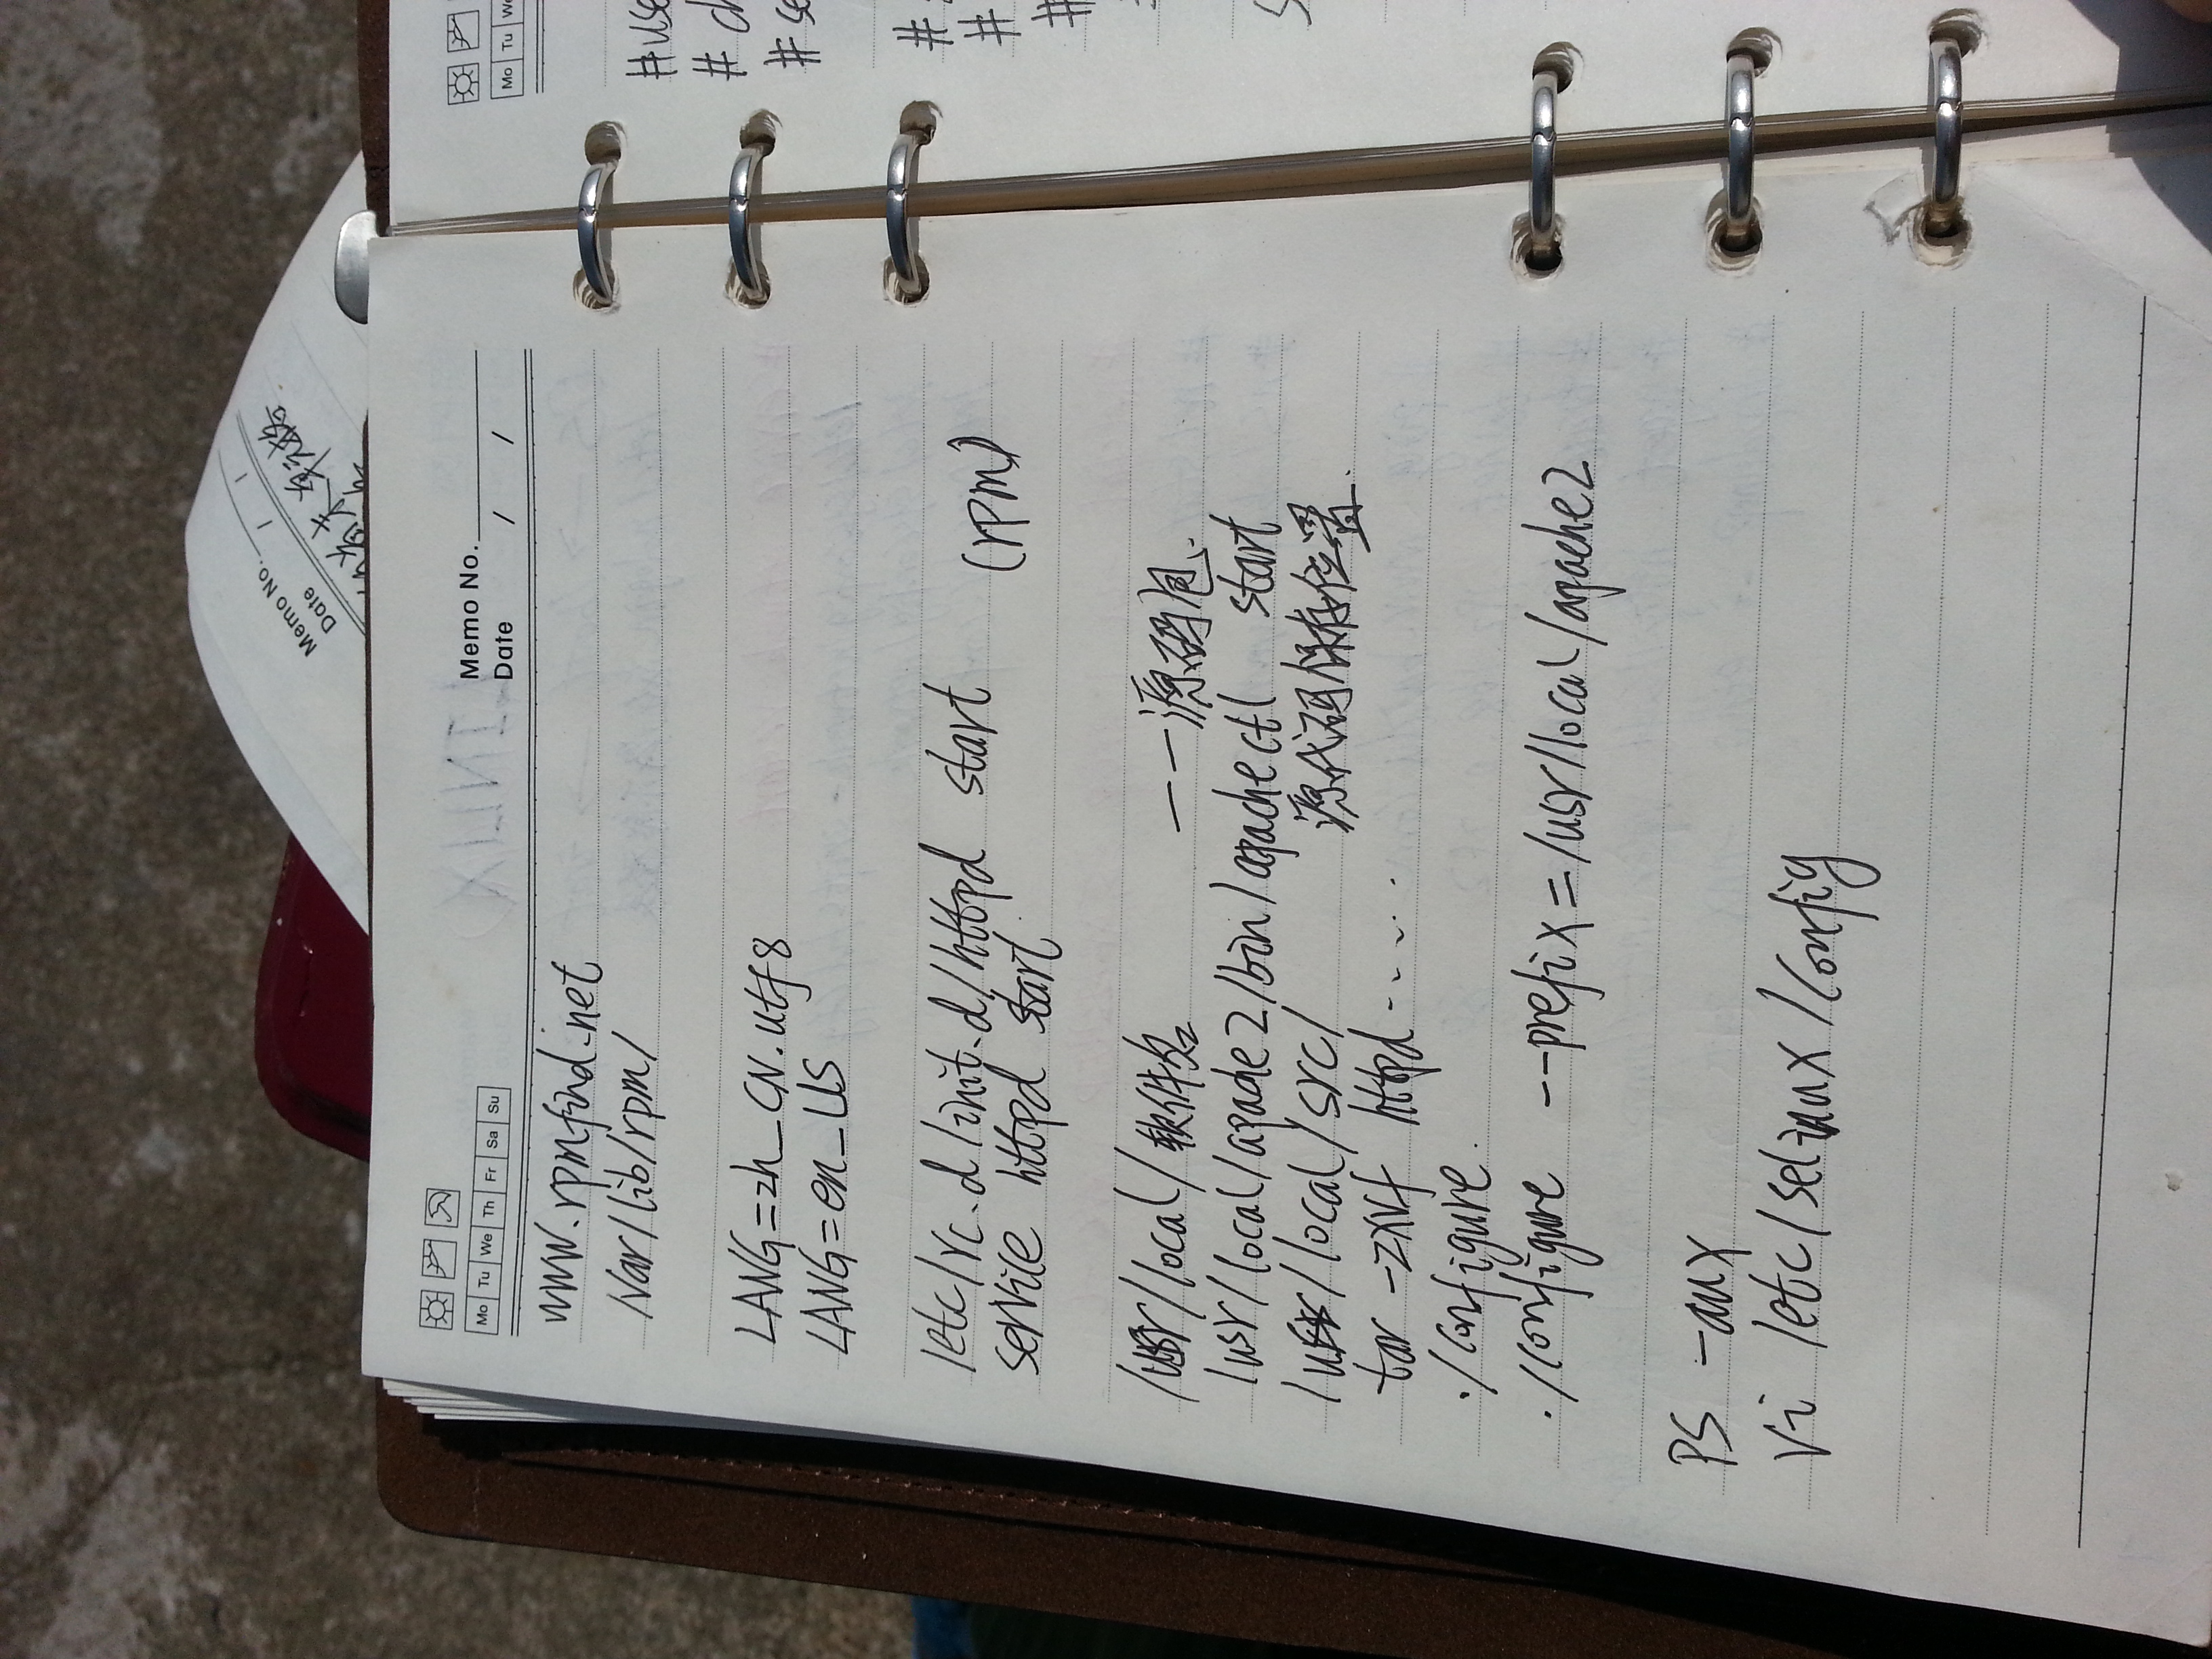 Memo No.
Date / /
Mo Tu We Th Fr Sa Su
Memo No.
Date / /
www.rpmfind.net
/var/lib/rpm/
LANG=zh_CN.utf8
LANG=en_US
/etc/rc.d/init.d/httpd start (rpm)
service httpd start
/usr/local/软件名 ——源码包.
/usr/local/apache2/bin/apachectl start
/usr/local/src/ 源代码保存位置.
tar -zxvf httpd......
./configure.
./configure --prefix=/usr/local/apache2
PS -aux
vi /etc/selinux/config
Mo Tu We
#use
# ch
# se
#
#
#